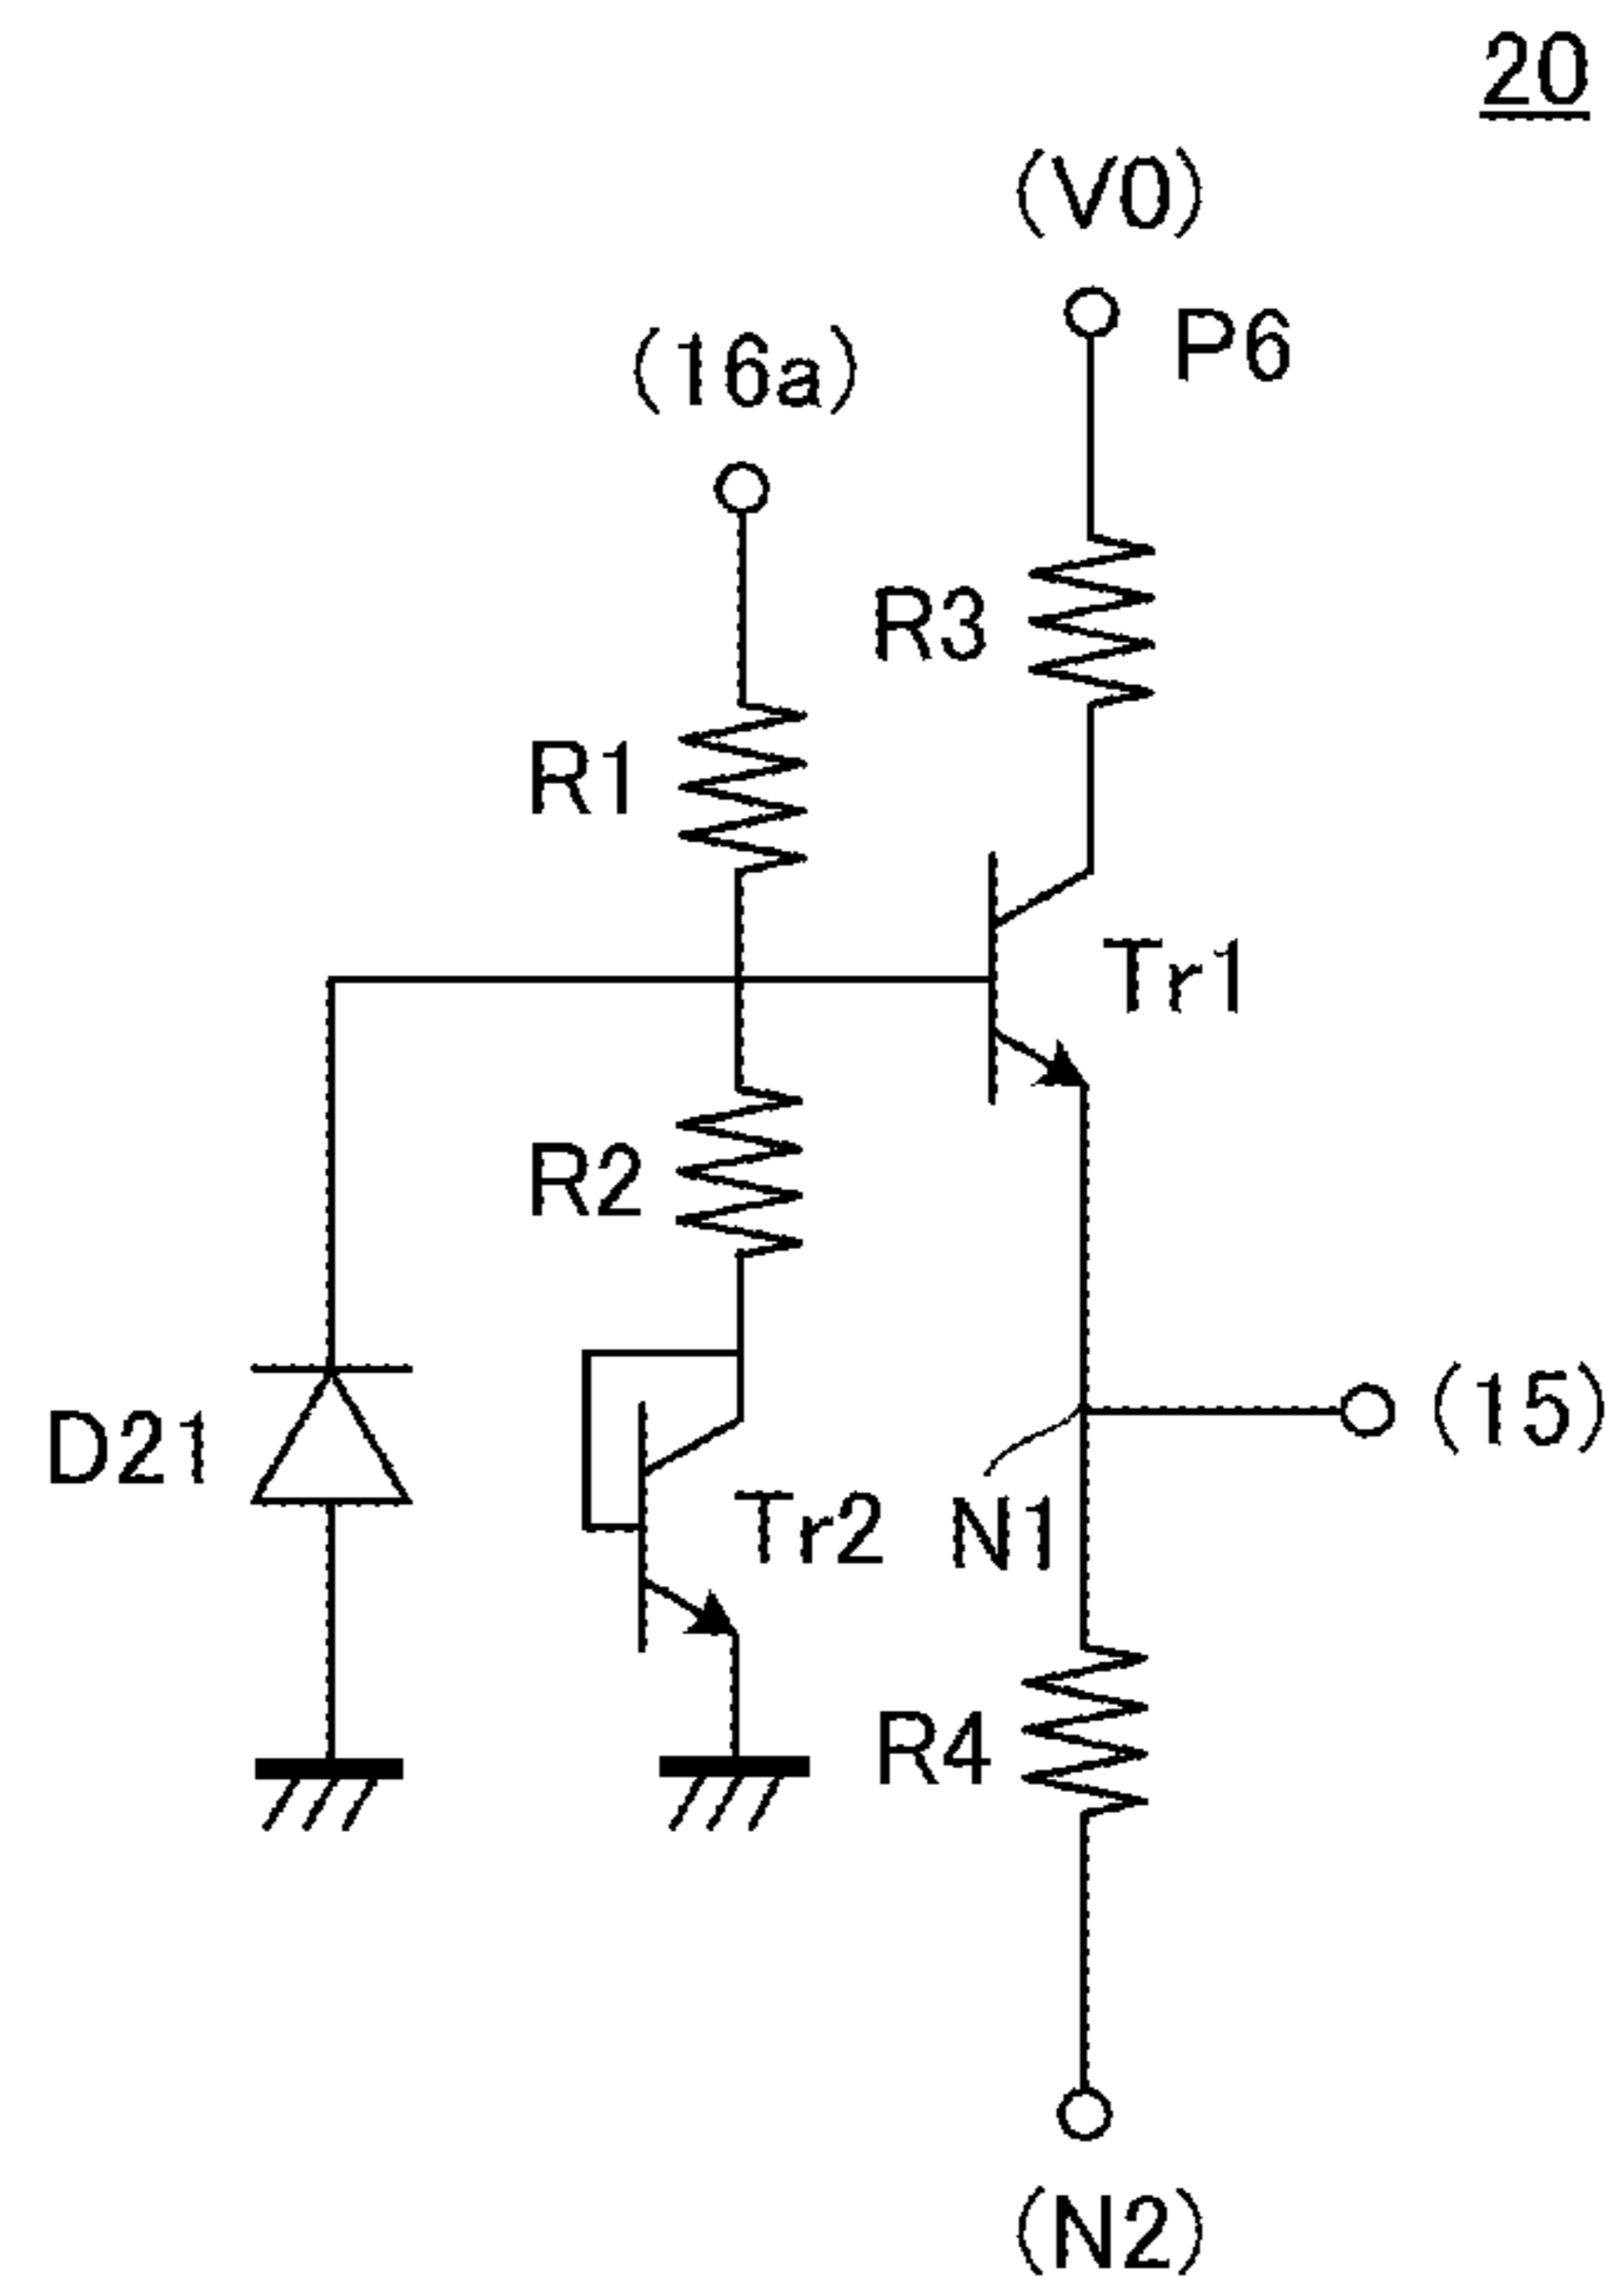 20
(V0)
P6
(16a)
R3
R1
Tr1
R2
(15)
D21
Tr2
N1
R4
(N2)